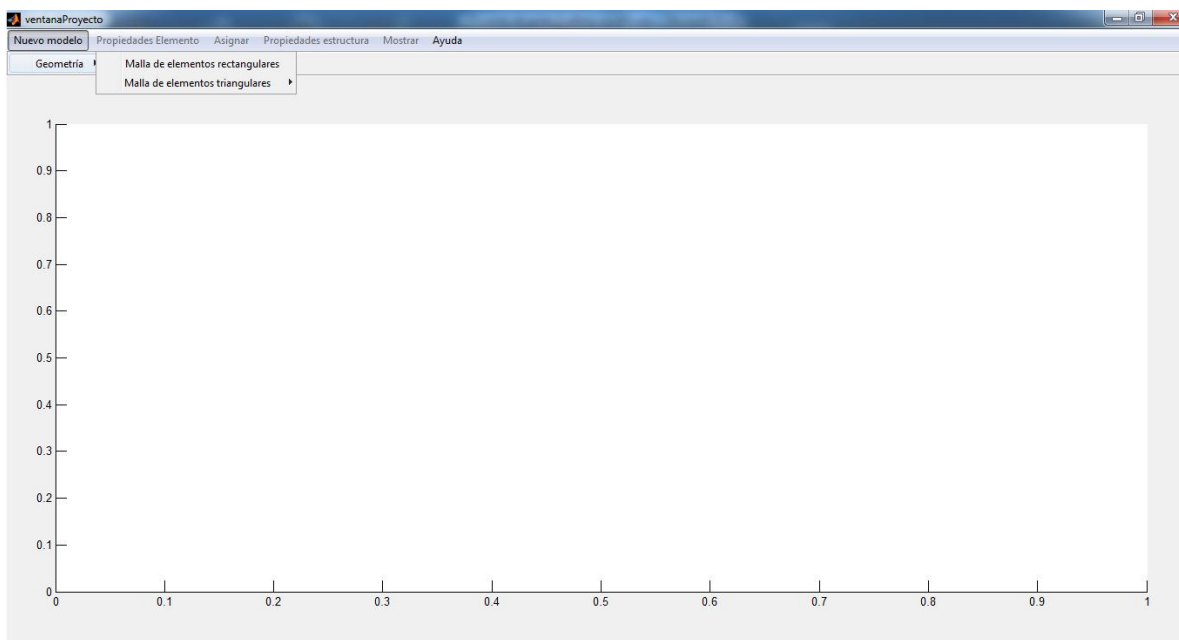 ventanaProyecto
Nuevo modelo Propiedades Elemento Asignar Propiedades estructura Mostrar Ayuda
Geometría Malla de elementos rectangulares
Malla de elementos triangulares
1
0.9
0.8
0.7
0.6
0.5
0.4
0.3
0.2
0.1
0
0 0.1 0.2 0.3 0.4 0.5 0.6 0.7 0.8 0.9 1